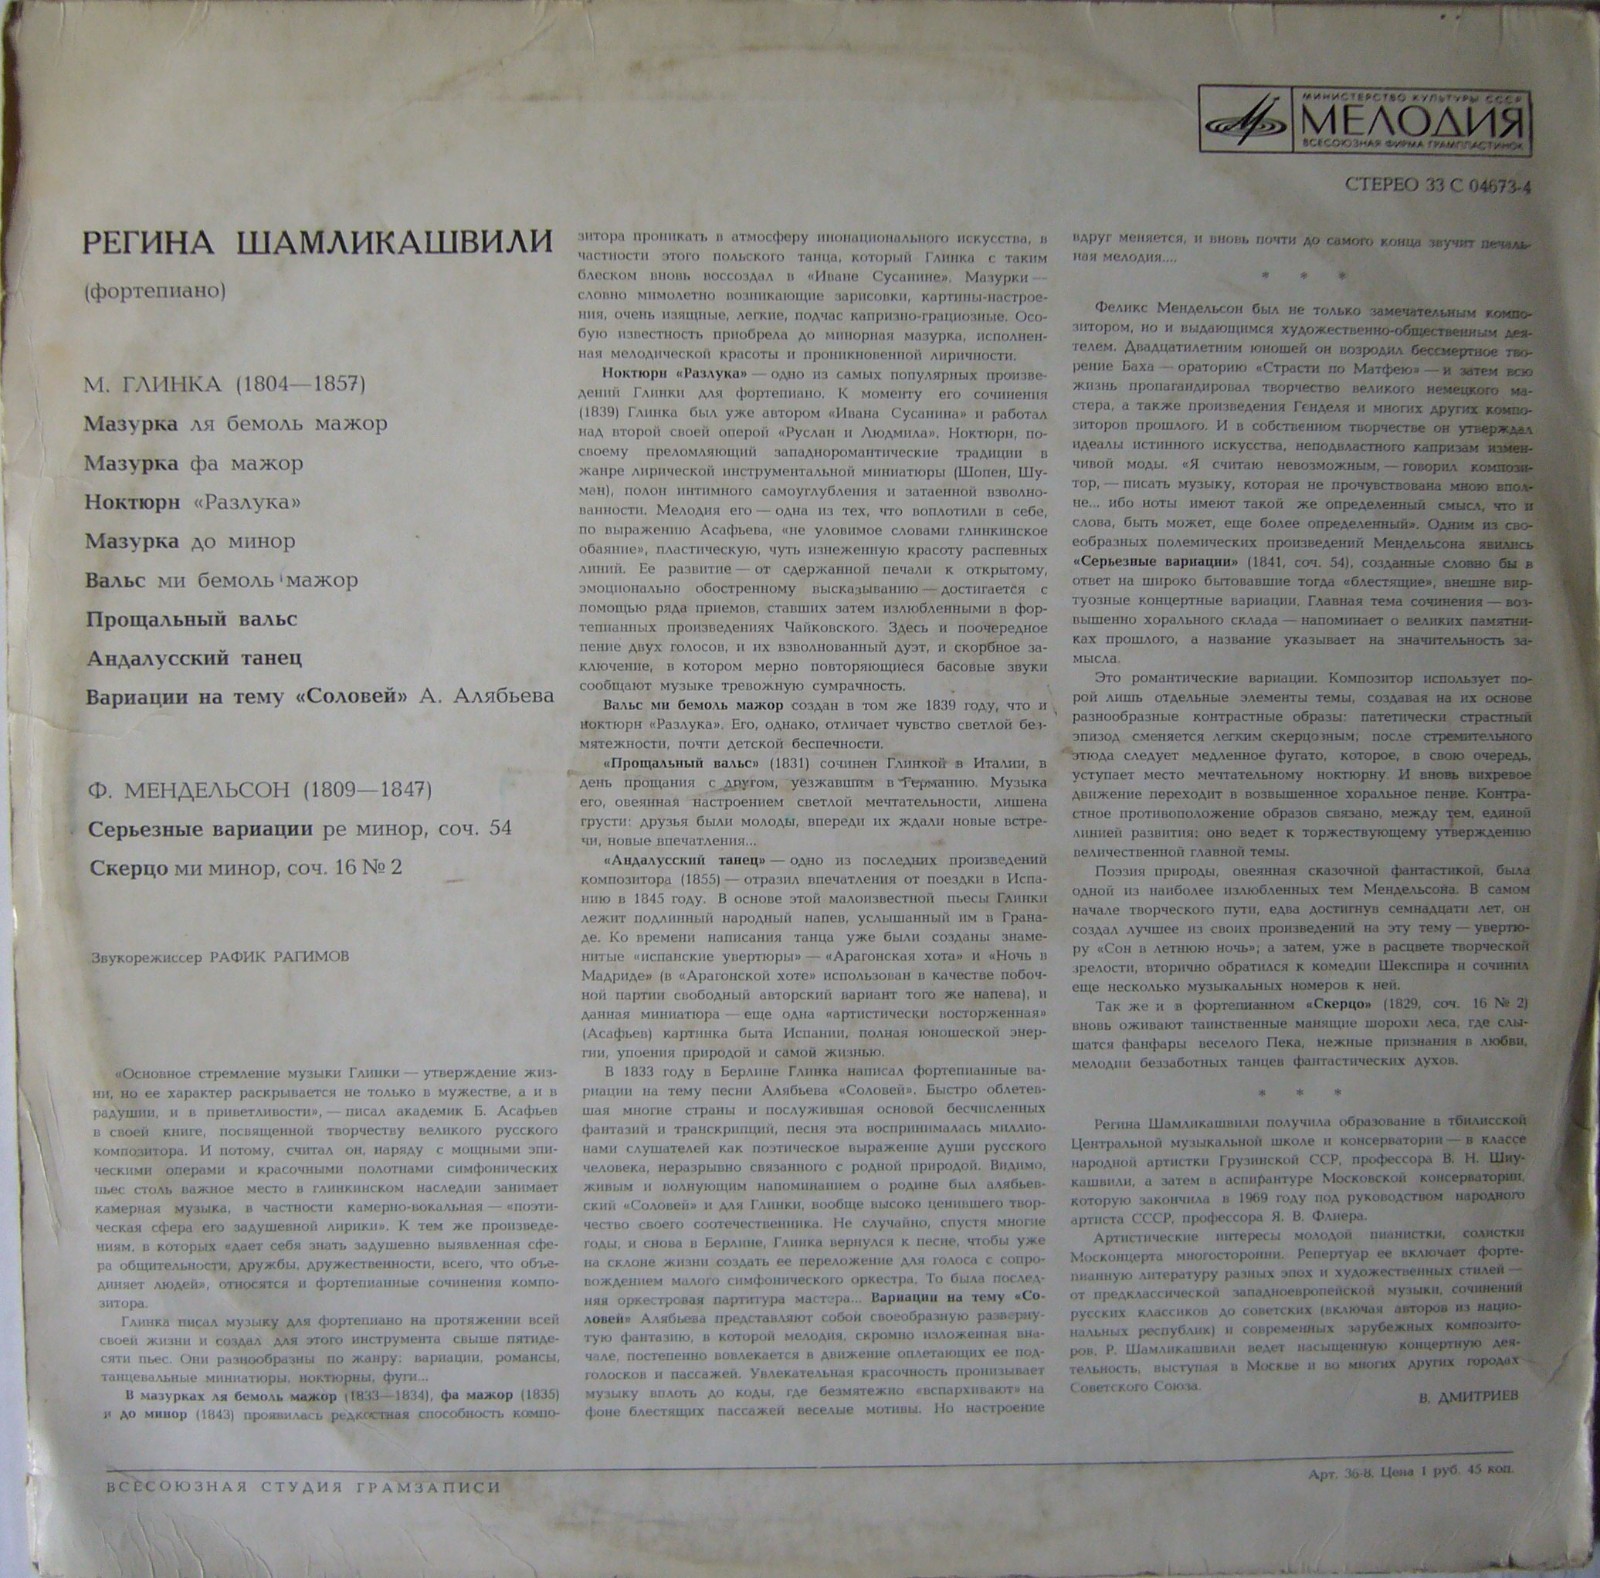 МИНИСТЕРСТВО КУЛЬТУРЫ СССР
МЕЛОДИЯ
ВСЕСОЮЗНАЯ ФИРМА ГРАМПЛАСТИНОК
СТЕРЕО 33 С 04673-4
РЕГИНА ШАМЛИКАШВИЛИ
(фортепиано)
М. ГЛИНКА (1804—1857)
Мазурка ля бемоль мажор
Мазурка фа мажор
Ноктюрн «Разлука»
Мазурка до минор
Вальс ми бемоль мажор
Прощальный вальс
Андалусский танец
Вариации на тему «Соловей» А. Алябьева
Ф. МЕНДЕЛЬСОН (1809—1847)
Серьезные вариации ре минор, соч. 54
Скерцо ми минор, соч. 16 № 2
Звукорежиссер РАФИК РАГИМОВ
«Основное стремление музыки Глинки — утверждение жиз-
ни, но ее характер раскрывается не только в мужестве, а и в
радушии, и в приветливости», — писал академик Б. Асафьев
в своей книге, посвященной творчеству великого русского
композитора. И потому, считал он, наряду с мощными эпи-
ческими операми и красочными полотнами симфонических
пьес столь важное место в глинкинском наследии занимает
камерная музыка, в частности камерно-вокальная — «поэти-
ческая сфера его задушевной лирики». К тем же произведе-
ниям, в которых «дает себя знать задушевно выявленная сфе-
ра общительности, дружбы, дружественности, всего, что объе-
диняет людей», относятся и фортепианные сочинения компо-
зитора.
Глинка писал музыку для фортепиано на протяжении всей
своей жизни и создал для этого инструмента свыше пятиде-
сяти пьес. Они разнообразны по жанру: вариации, романсы,
танцевальные миниатюры, ноктюрны, фуги...
В мазурках ля бемоль мажор (1833—1834), фа мажор (1835)
и до минор (1843) проявилась редкостная способность компо-
зитора проникать в атмосферу инонационального искусства, в
частности этого польского танца, который Глинка с таким
блеском вновь воссоздал в «Иване Сусанине». Мазурки —
словно мимолетно возникающие зарисовки, картины-настрое-
ния, очень изящные, легкие, подчас капризно-грациозные. Осо-
бую известность приобрела до минорная мазурка, исполнен-
ная мелодической красоты и проникновенной лиричности.
Ноктюрн «Разлука» — одно из самых популярных произве-
дений Глинки для фортепиано. К моменту его сочинения
(1839) Глинка был уже автором «Ивана Сусанина» и работал
над второй своей оперой «Руслан и Людмила». Ноктюрн, по-
своему преломляющий западноромантические традиции в
жанре лирической инструментальной миниатюры (Шопен, Шу-
ман), полон интимного самоуглубления и затаенной взволно-
ванности. Мелодия его — одна из тех, что воплотили в себе,
по выражению Асафьева, «не уловимое словами глинкинское
обаяние», пластическую, чуть изнеженную красоту распевных
линий. Ее развитие — от сдержанной печали к открытому,
эмоционально обостренному высказыванию — достигается с
помощью ряда приемов, ставших затем излюбленными в фор-
тепианных произведениях Чайковского. Здесь и поочередное
пение двух голосов, и их взволнованный дуэт, и скорбное за-
ключение, в котором мерно повторяющиеся басовые звуки
сообщают музыке тревожную сумрачность.
Вальс ми бемоль мажор создан в том же 1839 году, что и
ноктюрн «Разлука». Его, однако, отличает чувство светлой без-
мятежности, почти детской беспечности.
«Прощальный вальс» (1831) сочинен Глинкой в Италии, в
день прощания с другом, уезжавшим в Германию. Музыка
его, овеянная настроением светлой мечтательности, лишена
грусти: друзья были молоды, впереди их ждали новые встре-
чи, новые впечатления...
«Андалусский танец» — одно из последних произведений
композитора (1855) — отразил впечатления от поездки в Испа-
нию в 1845 году. В основе этой малоизвестной пьесы Глинки
лежит подлинный народный напев, услышанный им в Грана-
де. Ко времени написания танца уже были созданы знаме-
нитые «испанские увертюры» — «Арагонская хота» и «Ночь в
Мадриде» (в «Арагонской хоте» использован в качестве побоч-
ной партии свободный авторский вариант того же напева), и
данная миниатюра — еще одна «артистически восторженная»
(Асафьев) картинка быта Испании, полная юношеской энер-
гии, упоения природой и самой жизнью.
В 1833 году в Берлине Глинка написал фортепианные ва-
риации на тему песни Алябьева «Соловей». Быстро облетев-
шая многие страны и послужившая основой бесчисленных
фантазий и транскрипций, песня эта воспринималась миллио-
нами слушателей как поэтическое выражение души русского
человека, неразрывно связанного с родной природой. Видимо,
живым и волнующим напоминанием о родине был алябьев-
ский «Соловей» и для Глинки, вообще высоко ценившего твор-
чество своего соотечественника. Не случайно, спустя многие
годы, и снова в Берлине, Глинка вернулся к песне, чтобы уже
на склоне жизни создать ее переложение для голоса с сопро-
вождением малого симфонического оркестра. То была послед-
няя оркестровая партитура мастера... Вариации на тему «Со-
ловей» Алябьева представляют собой своеобразную разверну-
тую фантазию, в которой мелодия, скромно изложенная вна-
чале, постепенно вовлекается в движение оплетающих ее под-
голосков и пассажей. Увлекательная красочность пронизывает
музыку вплоть до коды, где безмятежно «вспархивают» на
фоне блестящих пассажей веселые мотивы. Но настроение
вдруг меняется, и вновь почти до самого конца звучит печаль-
ная мелодия....
* * *
Феликс Мендельсон был не только замечательным компо-
зитором, но и выдающимся художественно-общественным дея-
телем. Двадцатилетним юношей он возродил бессмертное тво-
рение Баха — ораторию «Страсти по Матфею» — и затем всю
жизнь пропагандировал творчество великого немецкого ма-
стера, а также произведения Генделя и многих других компо-
зиторов прошлого. И в собственном творчестве он утверждал
идеалы истинного искусства, неподвластного капризам измен-
чивой моды. «Я считаю невозможным, — говорил компози-
тор, — писать музыку, которая не прочувствована мною впол-
не... ибо ноты имеют такой же определенный смысл, что и
слова, быть может, еще более определенный». Одним из сво-
еобразных полемических произведений Мендельсона явились
«Серьезные вариации» (1841, соч. 54), созданные словно бы в
ответ на широко бытовавшие тогда «блестящие», внешне вир-
туозные концертные вариации. Главная тема сочинения — воз-
вышенно хорального склада — напоминает о великих памятни-
ках прошлого, а название указывает на значительность за-
мысла.
Это романтические вариации. Композитор использует по-
рой лишь отдельные элементы темы, создавая на их основе
разнообразные контрастные образы: патетически страстный
эпизод сменяется легким скерцозным, после стремительного
этюда следует медленное фугато, которое, в свою очередь,
уступает место мечтательному ноктюрну. И вновь вихревое
движение переходит в возвышенное хоральное пение. Контра-
стное противоположение образов связано, между тем, единой
линией развития: оно ведет к торжествующему утверждению
величественной главной темы.
Поэзия природы, овеянная сказочной фантастикой, была
одной из наиболее излюбленных тем Мендельсона. В самом
начале творческого пути, едва достигнув семнадцати лет, он
создал лучшее из своих произведений на эту тему — увертю-
ру «Сон в летнюю ночь»; а затем, уже в расцвете творческой
зрелости, вторично обратился к комедии Шекспира и сочинил
еще несколько музыкальных номеров к ней.
Так же и в фортепианном «Скерцо» (1829, соч. 16 № 2)
вновь оживают таинственные манящие шорохи леса, где слы-
шатся фанфары веселого Пека, нежные признания в любви,
мелодии беззаботных танцев фантастических духов.
* * *
Регина Шамликашвили получила образование в тбилисской
Центральной музыкальной школе и консерватории — в классе
народной артистки Грузинской ССР, профессора В. Н. Шиу-
кашвили, а затем в аспирантуре Московской консерватории,
которую закончила в 1969 году под руководством народного
артиста СССР, профессора Я. В. Флиера.
Артистические интересы молодой пианистки, солистки
Москонцерта многосторонни. Репертуар ее включает форте-
пианную литературу разных эпох и художественных стилей —
от предклассической западноевропейской музыки, сочинений
русских классиков до советских (включая авторов из нацио-
нальных республик) и современных зарубежных композито-
ров. Р. Шамликашвили ведет насыщенную концертную дея-
тельность, выступая в Москве и во многих других городах
Советского Союза.
В. ДМИТРИЕВ
ВСЕСОЮЗНАЯ СТУДИЯ ГРАМЗАПИСИ
Арт. 36-8. Цена 1 руб. 45 коп.